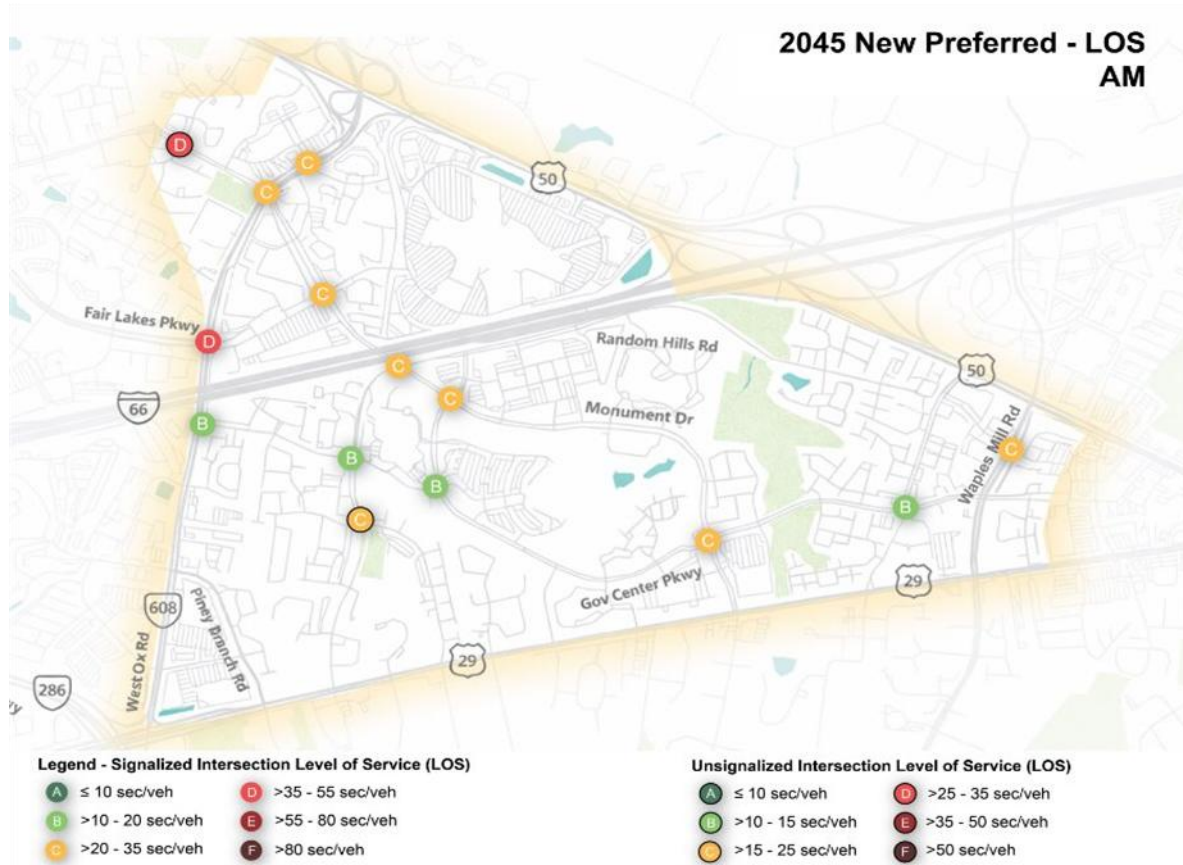 2045 New Preferred - LOS
AM
D
C
C
50
C
Fair Lakes Pkwy
D
Random Hills Rd
C
50
66
C
Monument Dr
B
Waples Mill Rd
C
B
B
B
C
C
Gov Center Pkwy
29
608
Piney Branch Rd
West Ox Rd
29
286
y
Legend - Signalized Intersection Level of Service (LOS)
A ≤ 10 sec/veh
B >10 - 20 sec/veh
C >20 - 35 sec/veh
D >35 - 55 sec/veh
E >55 - 80 sec/veh
F >80 sec/veh
Unsignalized Intersection Level of Service (LOS)
A ≤ 10 sec/veh
B >10 - 15 sec/veh
C >15 - 25 sec/veh
D >25 - 35 sec/veh
E >35 - 50 sec/veh
F >50 sec/veh